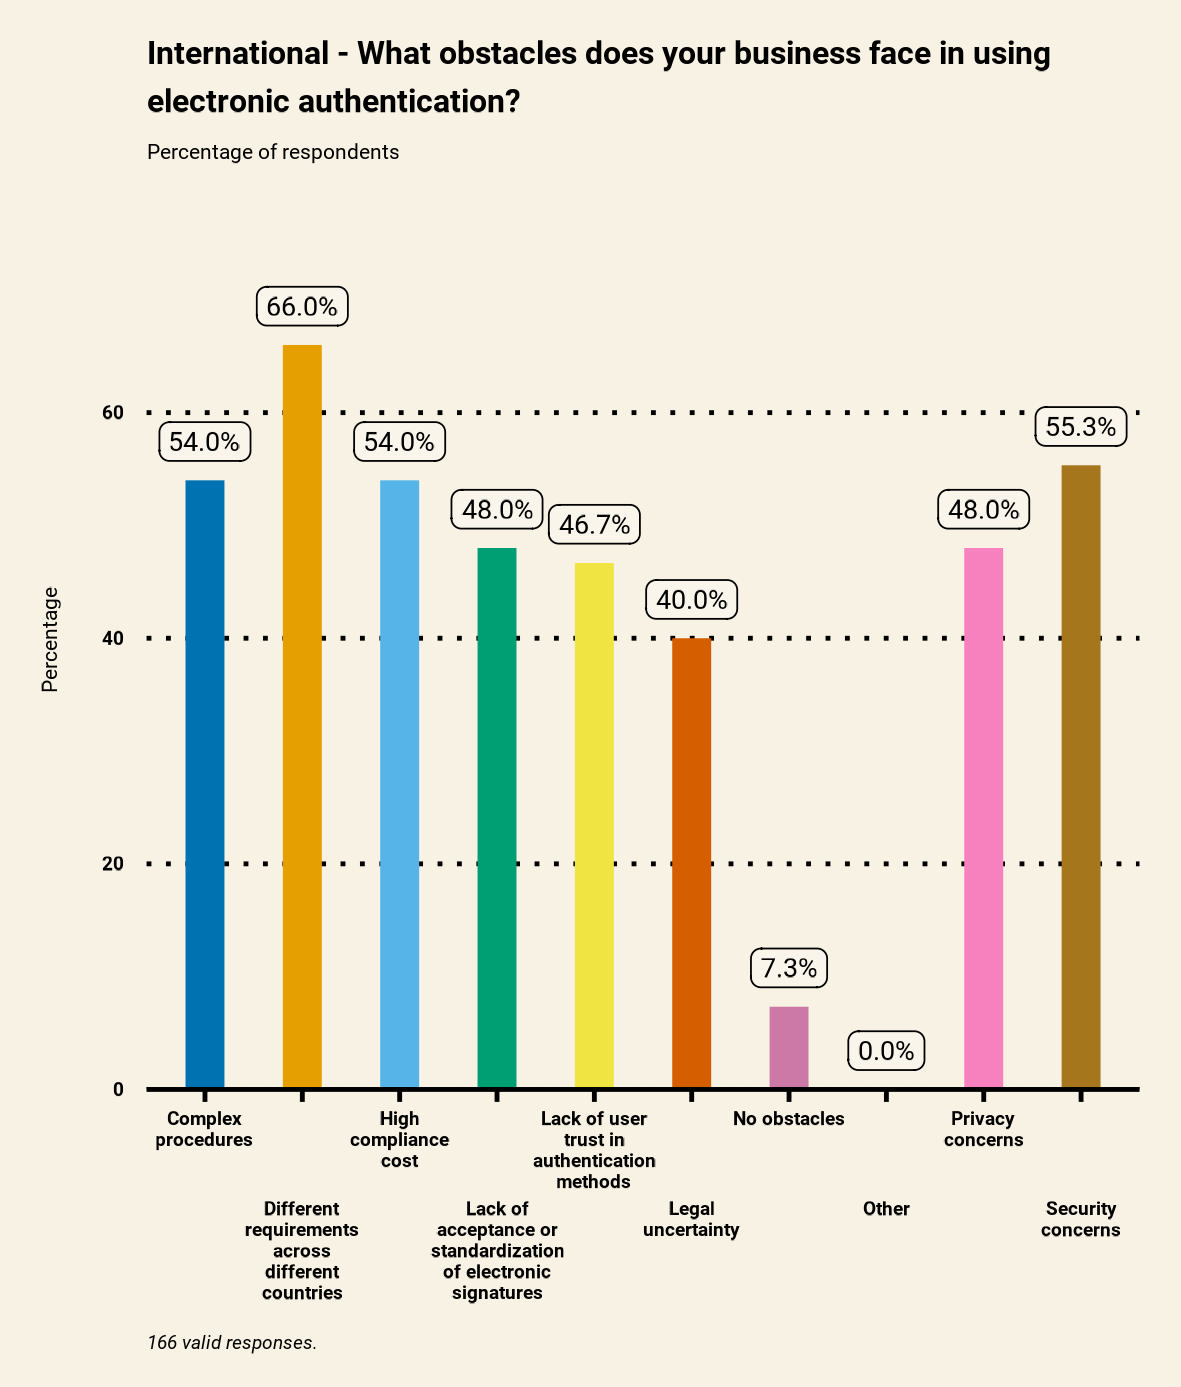 International - What obstacles does your business face in using
electronic authentication?
Percentage of respondents
66.0%
60
54.0%
54.0%
55.3%
48.0%
46.7%
48.0%
40.0%
Percentage
40
20
7.3%
0.0%
0
Complex
procedures
High
compliance
cost
Lack of user
trust in
authentication
methods
No obstacles
Privacy
concerns
Different
requirements
across
different
countries
Lack of
acceptance or
standardization
of electronic
signatures
Legal
uncertainty
Other
Security
concerns
166 valid responses.